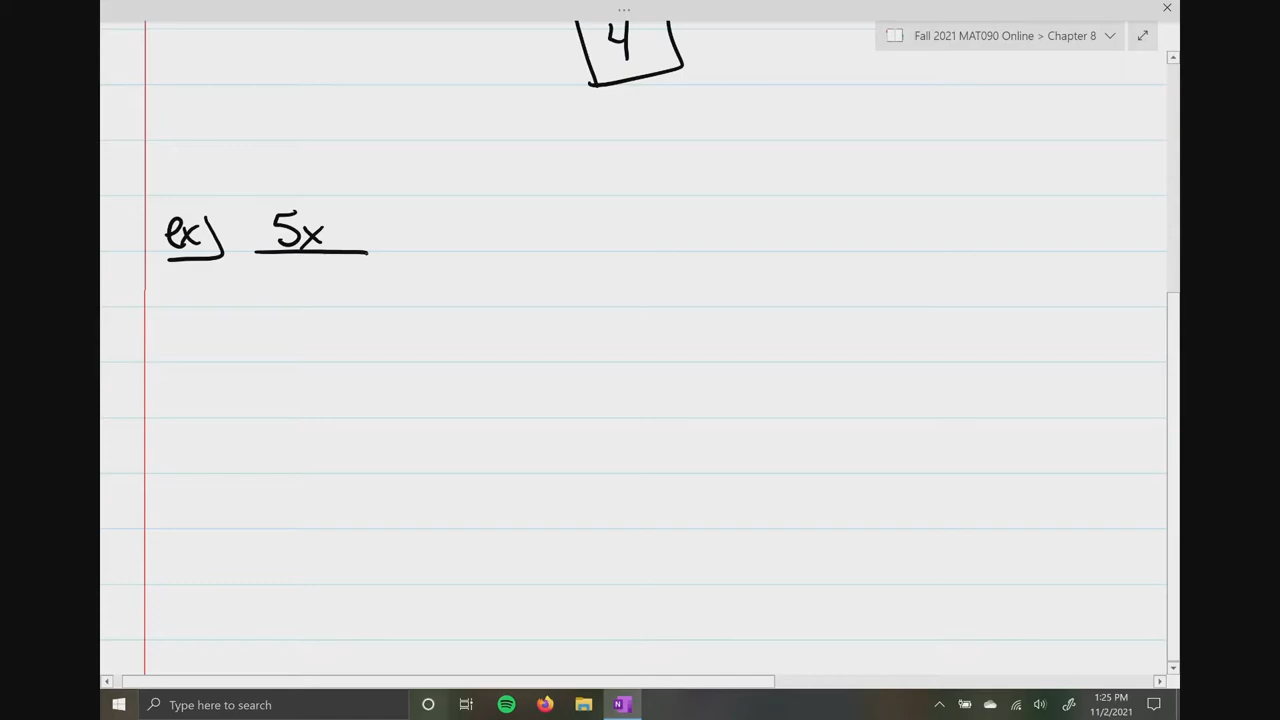 Fall 2021 MAT090 Online > Chapter 8
4
ex) 5x
Type here to search
1:25 PM
11/2/2021